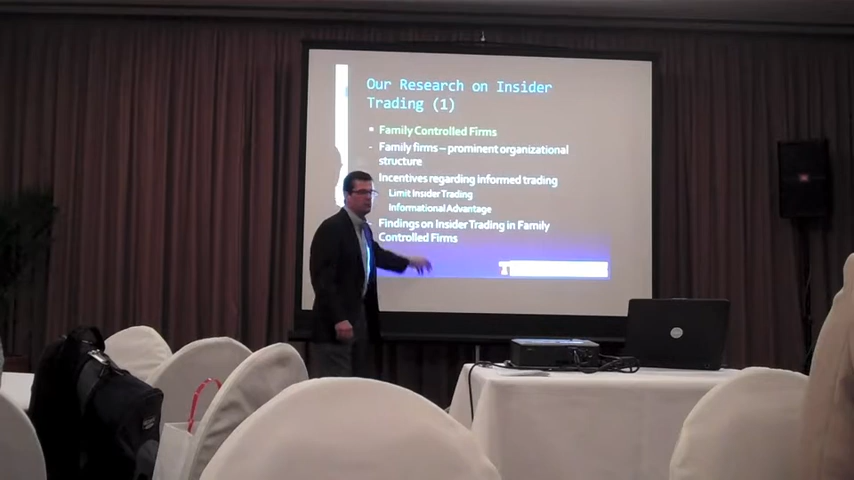 Our Research on Insider
Trading (1)
Family Controlled Firms
- Family firms – prominent organizational
structure
Incentives regarding informed trading
Limit Insider Trading
Informational Advantage
- Findings on Insider Trading in Family
Controlled Firms